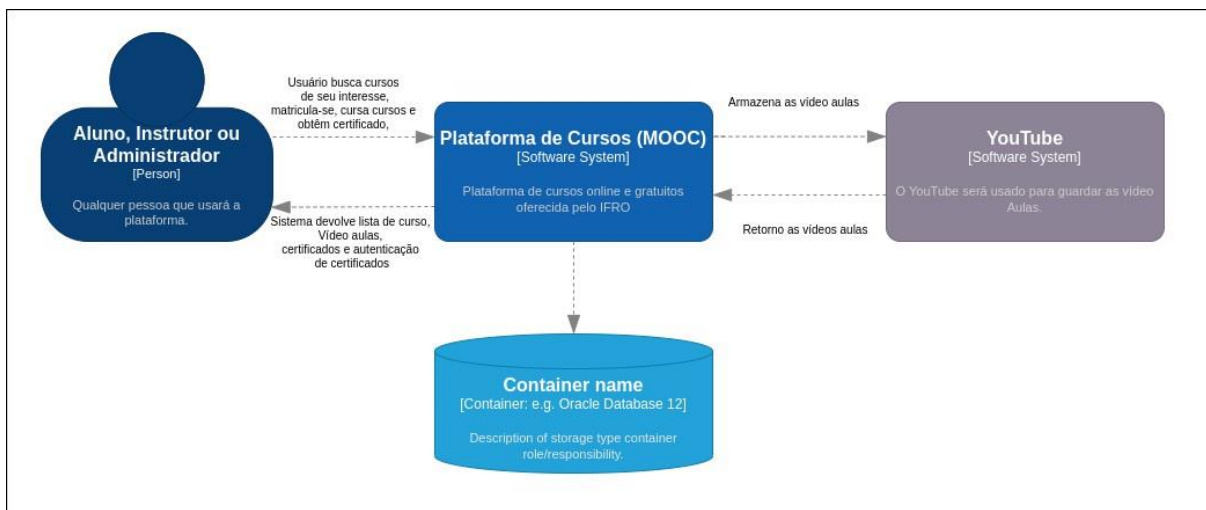 Aluno, Instrutor ou
Administrador
[Person]
Qualquer pessoa que usará a
plataforma.
Usuário busca cursos
de seu interesse,
matricula-se, cursa cursos e
obtêm certificado,
Sistema devolve lista de curso,
Vídeo aulas,
certificados e autenticação
de certificados
Plataforma de Cursos (MOOC)
[Software System]
Plataforma de cursos online e gratuitos
oferecida pelo IFRO
Armazena as vídeo aulas
Retorno as vídeos aulas
YouTube
[Software System]
O YouTube será usado para guardar as vídeo
Aulas.
Container name
[Container: e.g. Oracle Database 12]
Description of storage type container
role/responsibility.